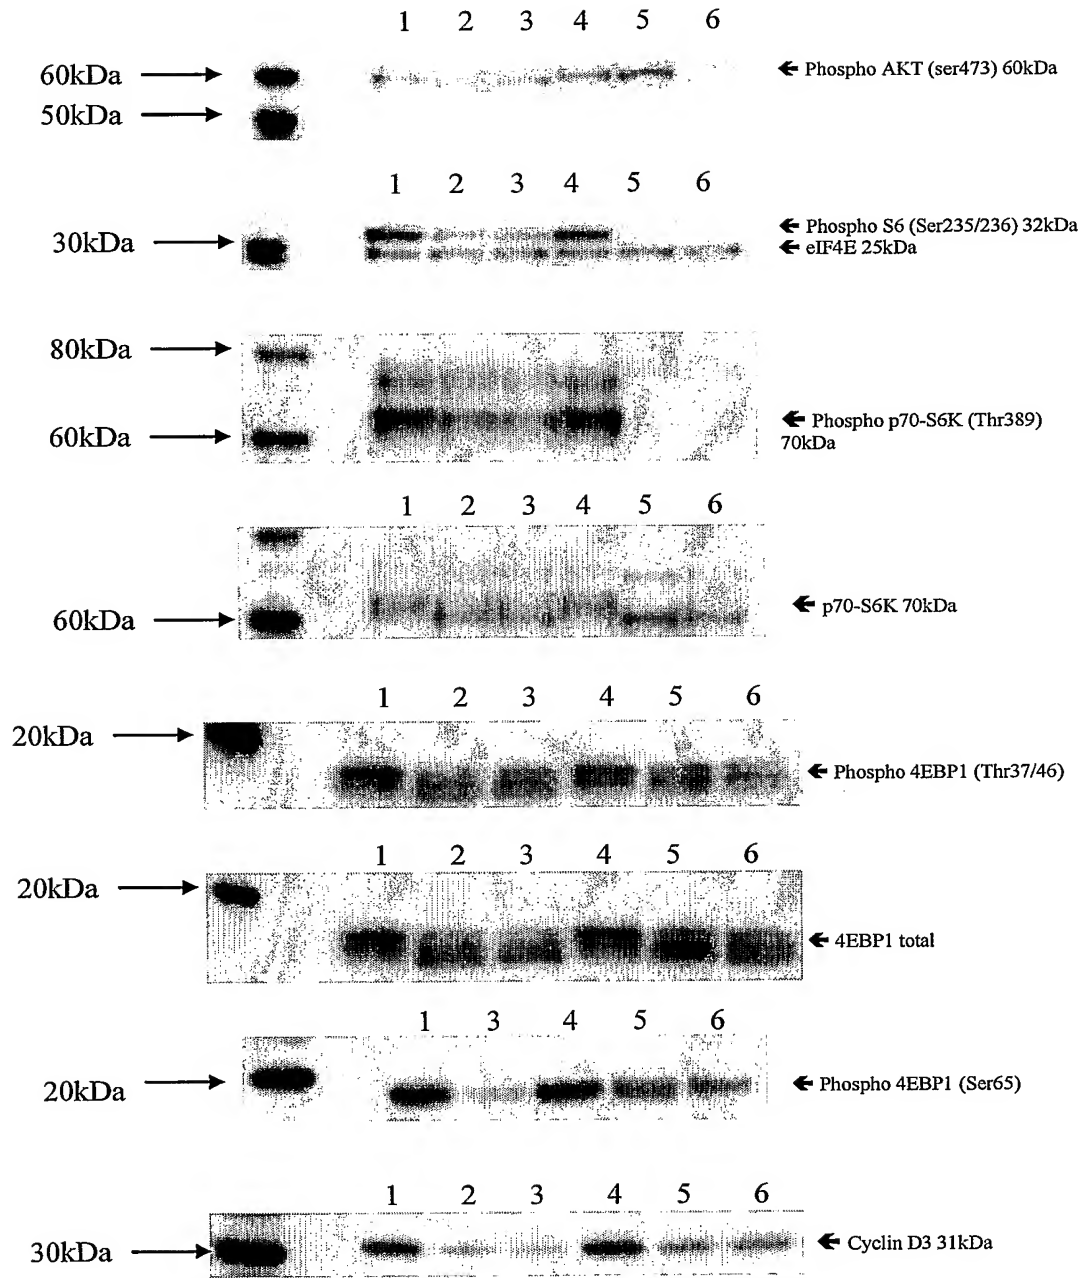 1 2 3 4 5 6
60kDa
← Phospho AKT (ser473) 60kDa
50kDa
1 2 3 4 5 6
← Phospho S6 (Ser235/236) 32kDa
30kDa
← eIF4E 25kDa
80kDa
← Phospho p70-S6K (Thr389)
60kDa
70kDa
1 2 3 4 5 6
← p70-S6K 70kDa
60kDa
1 2 3 4 5 6
20kDa
← Phospho 4EBP1 (Thr37/46)
1 2 3 4 5 6
20kDa
← 4EBP1 total
1 3 4 5 6
20kDa
← Phospho 4EBP1 (Ser65)
1 2 3 4 5 6
30kDa
← Cyclin D3 31kDa